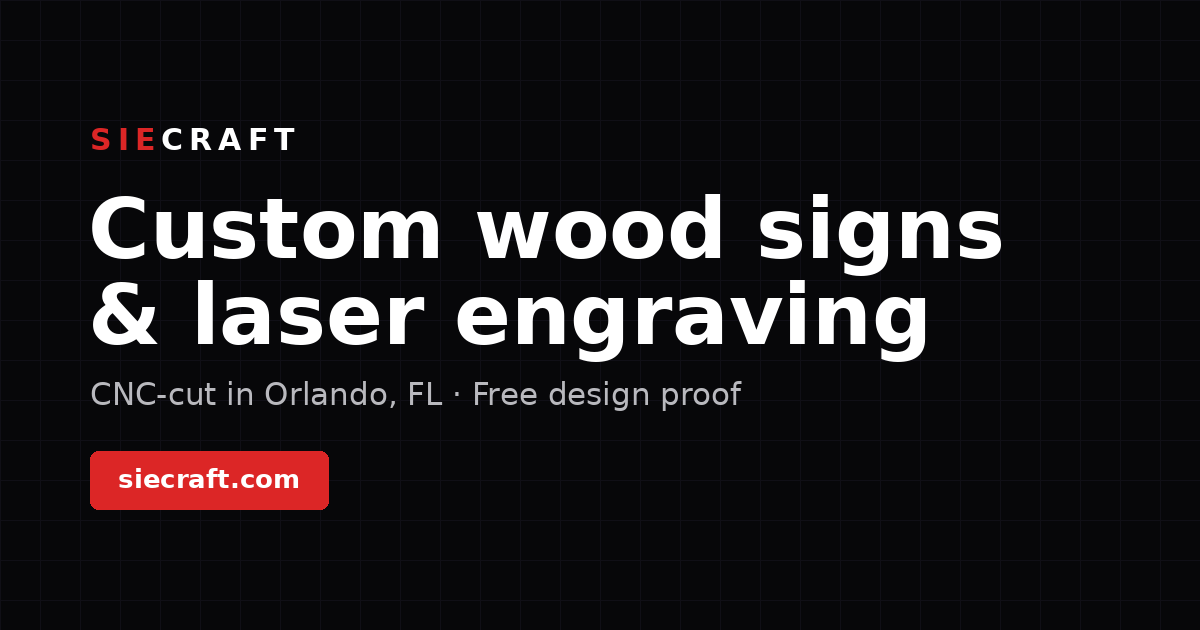 SIECRAFT
Custom wood signs
& laser engraving
CNC-cut in Orlando, FL · Free design proof
siecraft.com